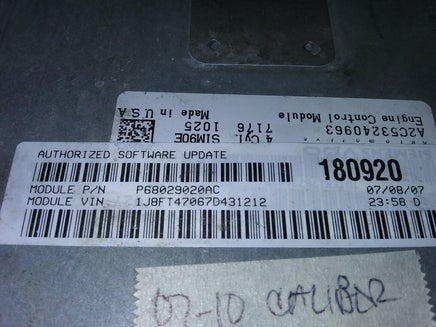 A2C53240963
Engine Control Module
4 Cyl.
7176
SIM90E
1025
Made in U.S.A
AUTHORIZED SOFTWARE UPDATE
180920
MODULE P/N P68029020AC 07/08/07
MODULE VIN 1J8FT47067D431212 23:58 D
07-10 CALIBER